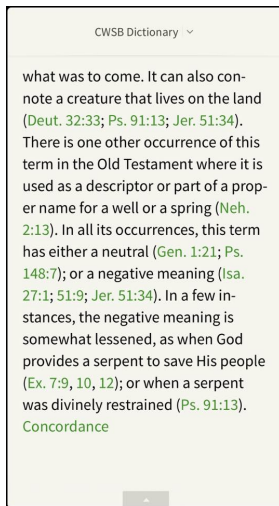 CWSB Dictionary
what was to come. It can also con-
note a creature that lives on the land
(Deut. 32:33; Ps. 91:13; Jer. 51:34).
There is one other occurrence of this
term in the Old Testament where it is
used as a descriptor or part of a prop-
er name for a well or a spring (Neh.
2:13). In all its occurrences, this term
has either a neutral (Gen. 1:21; Ps.
148:7); or a negative meaning (Isa.
27:1; 51:9; Jer. 51:34). In a few in-
stances, the negative meaning is
somewhat lessened, as when God
provides a serpent to save His people
(Ex. 7:9, 10, 12); or when a serpent
was divinely restrained (Ps. 91:13).
Concordance